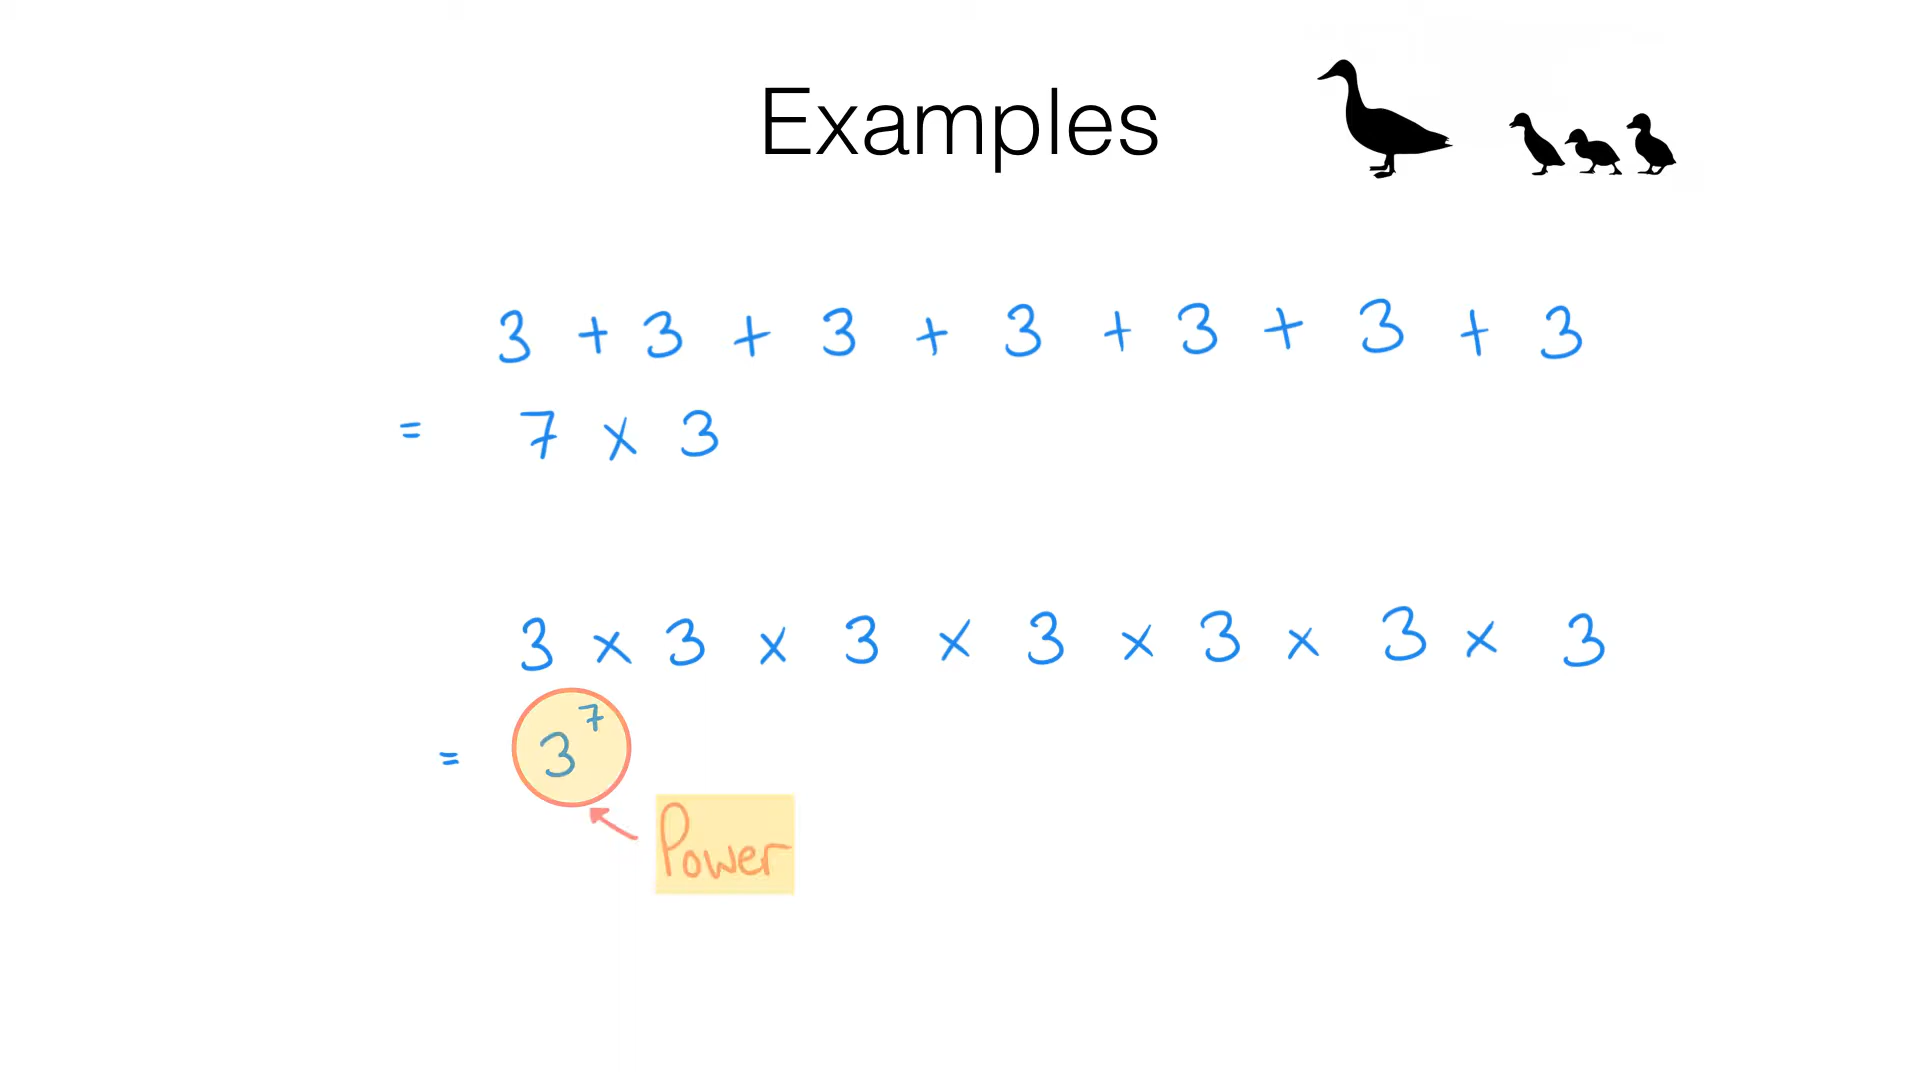 Examples
3 + 3 + 3 + 3 + 3 + 3 + 3
= 7 x 3
3 x 3 x 3 x 3 x 3 x 3 x 3
= 3⁷
Power